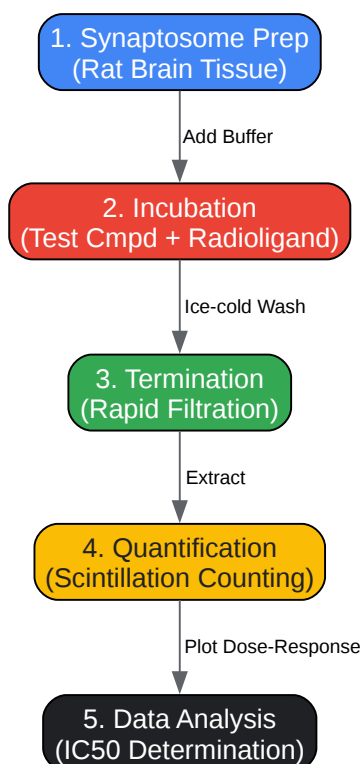 1. Synaptosome Prep
(Rat Brain Tissue)
Add Buffer
2. Incubation
(Test Cmpd + Radioligand)
Ice-cold Wash
3. Termination
(Rapid Filtration)
Extract
4. Quantification
(Scintillation Counting)
Plot Dose-Response
5. Data Analysis
(IC50 Determination)